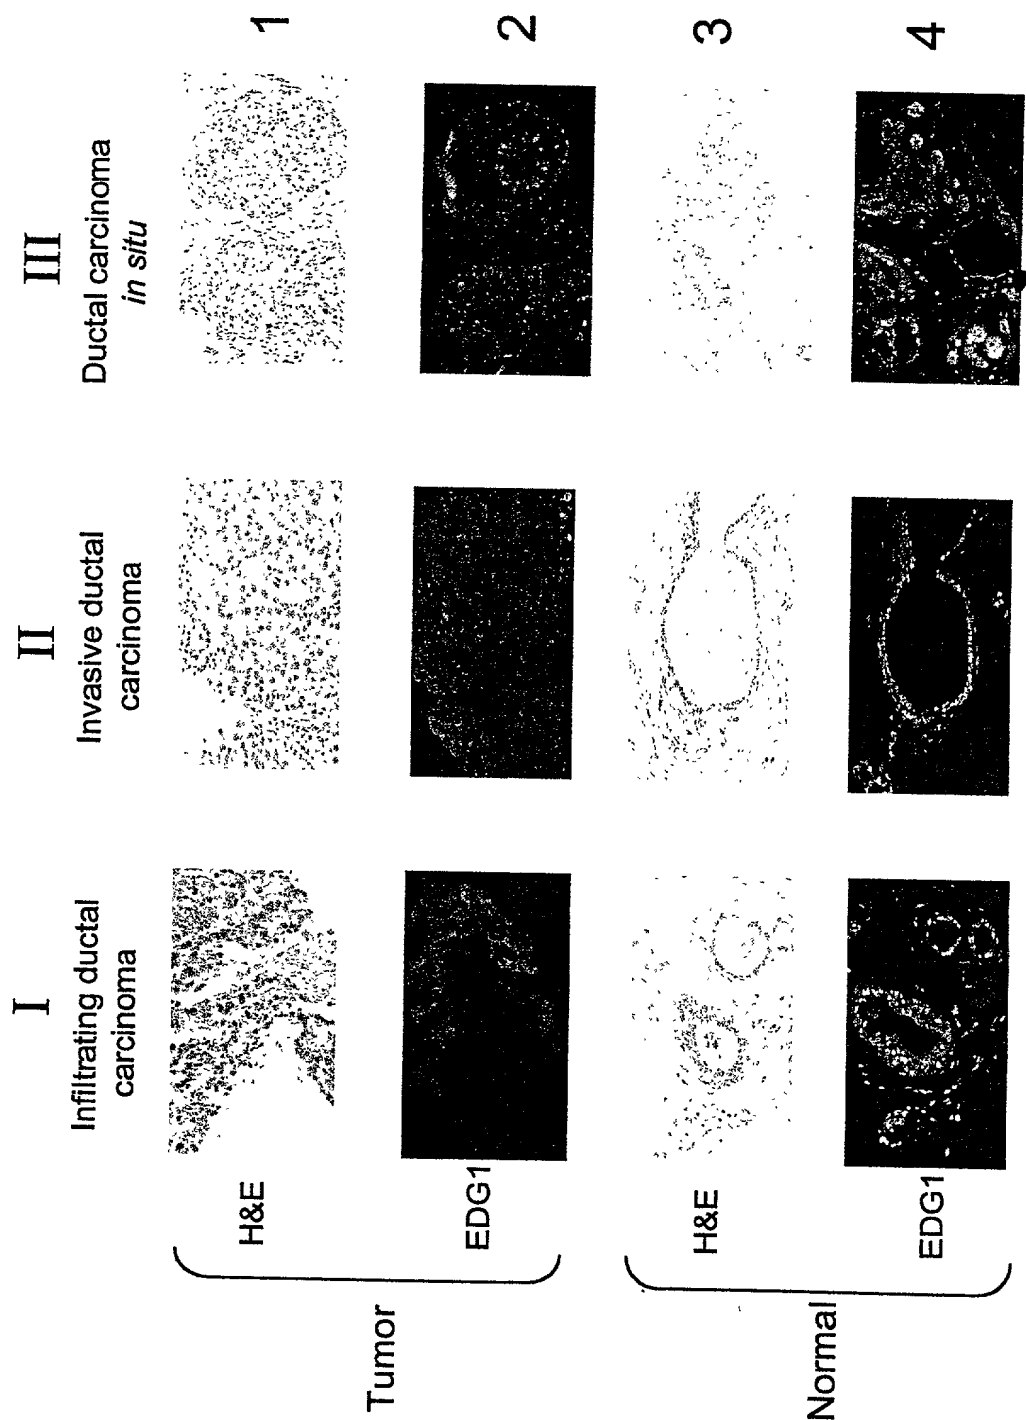 I
II
III
Infiltrating ductal
carcinoma
Invasive ductal
carcinoma
Ductal carcinoma
in situ
Tumor
H&E
1
EDG1
2
Normal
H&E
3
EDG1
4